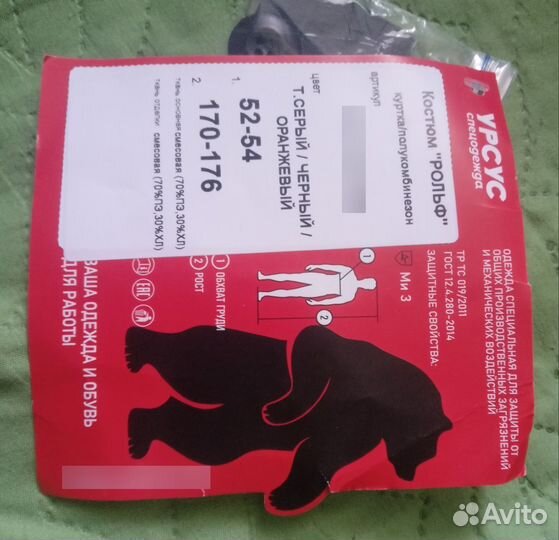 УРСУС
спецодежда
Костюм "РОЛЬФ"
куртка/полукомбинезон
артикул
цвет
Т.СЕРЫЙ / ЧЕРНЫЙ /
ОРАНЖЕВЫЙ
1. 52-54
2. 170-176
ткань основная смесовая (70%ПЭ,30%ХЛ)
ткань отделки: смесовая (70%ПЭ,30%ХЛ)
ОДЕЖДА СПЕЦИАЛЬНАЯ ДЛЯ ЗАЩИТЫ ОТ
ОБЩИХ ПРОИЗВОДСТВЕННЫХ ЗАГРЯЗНЕНИЙ
И МЕХАНИЧЕСКИХ ВОЗДЕЙСТВИЙ
ТР ТС 019/2011
ГОСТ 12.4.280-2014
ЗАЩИТНЫЕ СВОЙСТВА:
Ми З
1
2
1 ОБХВАТ ГРУДИ
2 РОСТ
EAC
ВАША ОДЕЖДА И ОБУВЬ
ДЛЯ РАБОТЫ
Avito